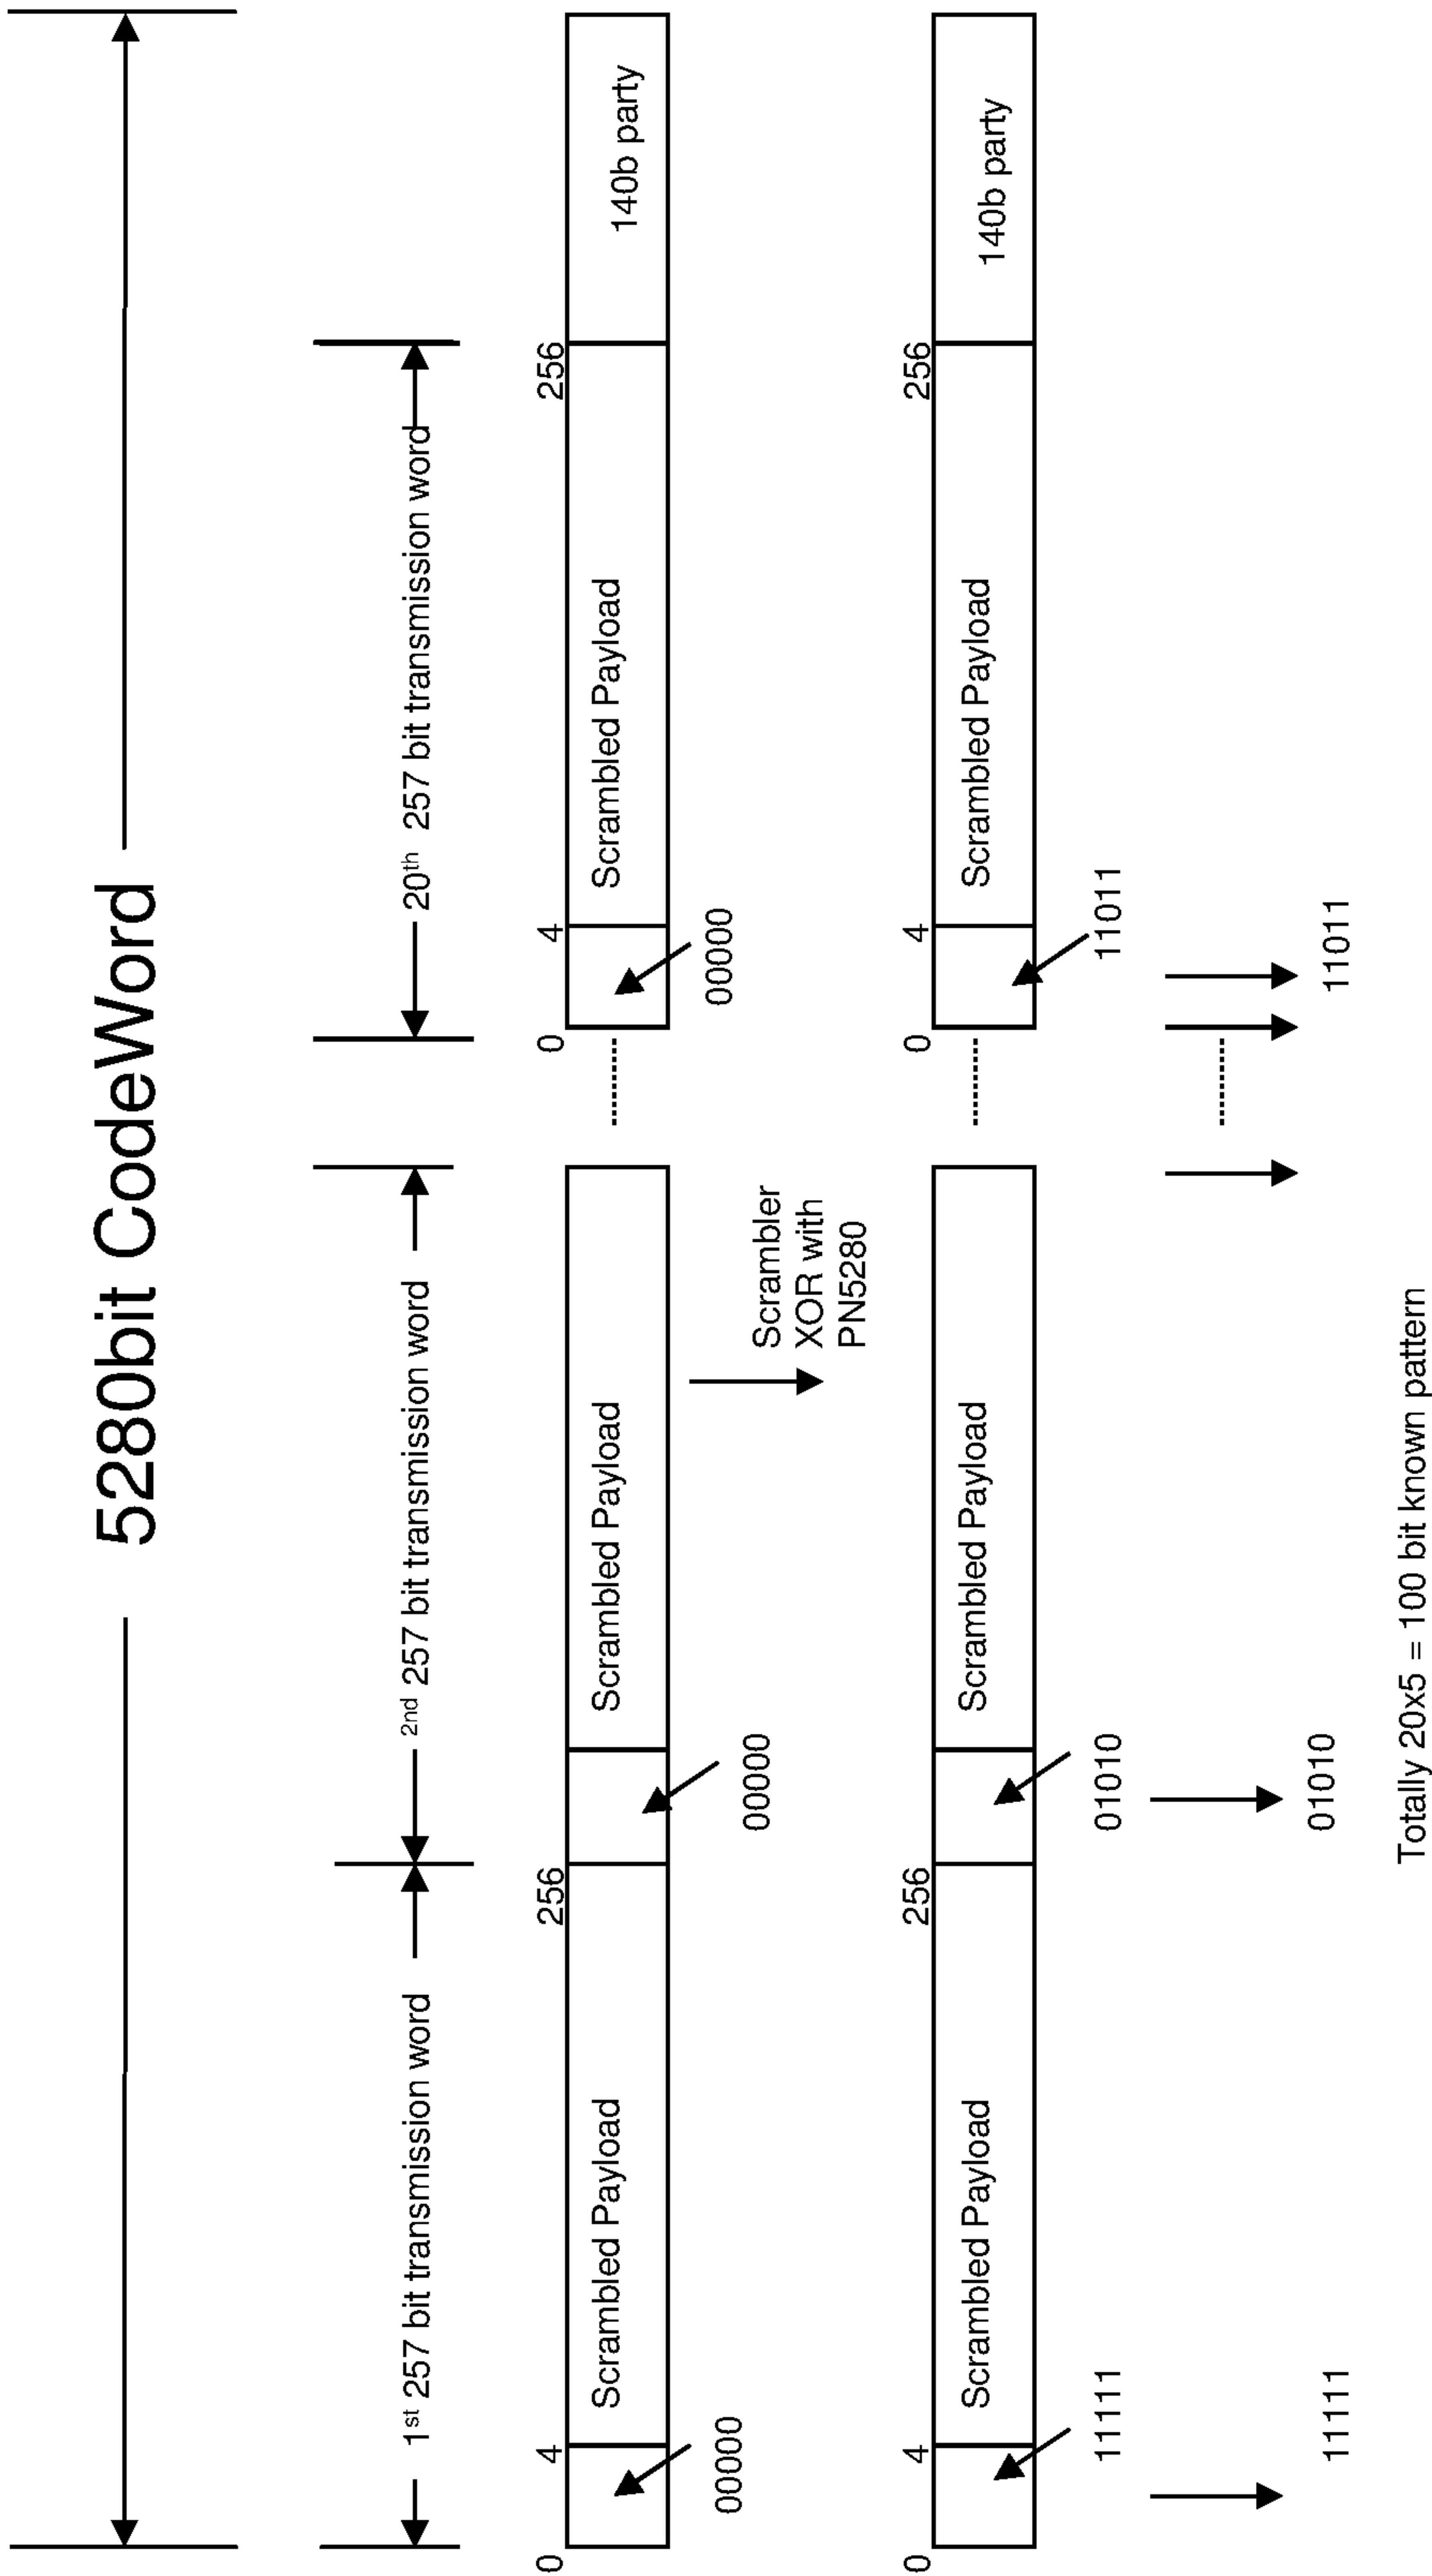 5280bit CodeWord
1st 257 bit transmission word
2nd 257 bit transmission word
20th 257 bit transmission word
0
4
256
0
4
256
Scrambled Payload
Scrambled Payload
Scrambled Payload
140b party
00000
00000
00000
Scrambler
XOR with
PN5280
0
4
256
0
4
256
Scrambled Payload
Scrambled Payload
Scrambled Payload
140b party
11111
01010
11011
11111
01010
11011
Totally 20x5 = 100 bit known pattern